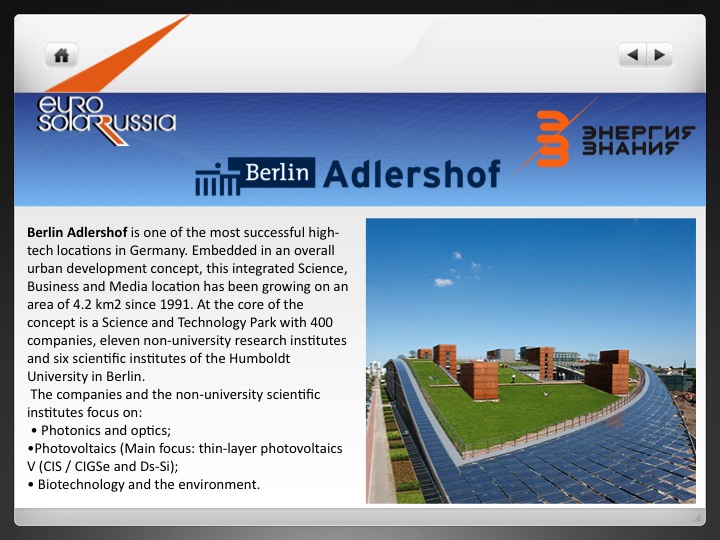 euro
solarrussia
ЭНЕРГИЯ
ЗНАНИЯ
Berlin Adlershof
Berlin Adlershof is one of the most successful high-
tech locations in Germany. Embedded in an overall
urban development concept, this integrated Science,
Business and Media location has been growing on an
area of 4.2 km2 since 1991. At the core of the
concept is a Science and Technology Park with 400
companies, eleven non-university research institutes
and six scientific institutes of the Humboldt
University in Berlin.
The companies and the non-university scientific
institutes focus on:
• Photonics and optics;
•Photovoltaics (Main focus: thin-layer photovoltaics
V (CIS / CIGSe and Ds-Si);
• Biotechnology and the environment.